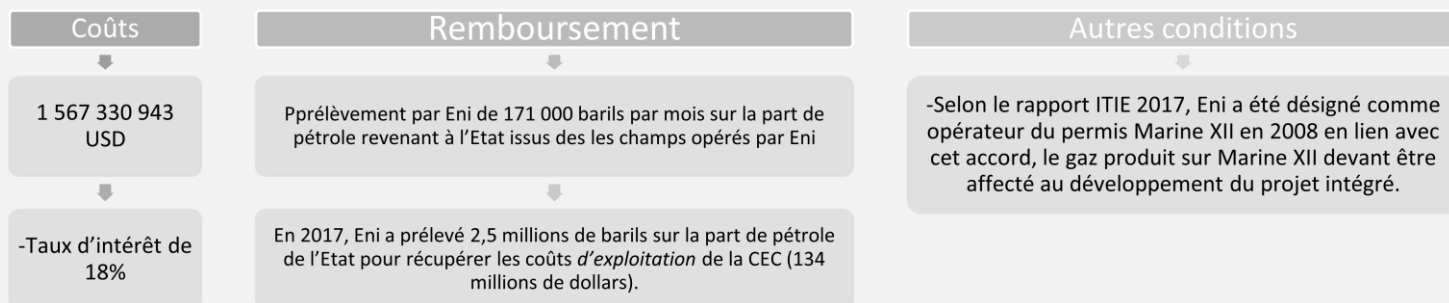 Coûts
1 567 330 943
USD
-Taux d’intérêt de
18%
Remboursement
Pprélèvement par Eni de 171 000 barils par mois sur la part de
pétrole revenant à l’Etat issus des les champs opérés par Eni
En 2017, Eni a prélevé 2,5 millions de barils sur la part de pétrole
de l’Etat pour récupérer les coûts d’exploitation de la CEC (134
millions de dollars).
Autres conditions
-Selon le rapport ITIE 2017, Eni a été désigné comme
opérateur du permis Marine XII en 2008 en lien avec
cet accord, le gaz produit sur Marine XII devant être
affecté au développement du projet intégré.